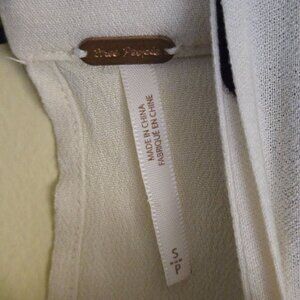 Free People
MADE IN CHINA
FABRIQUÉ EN CHINE
S
P